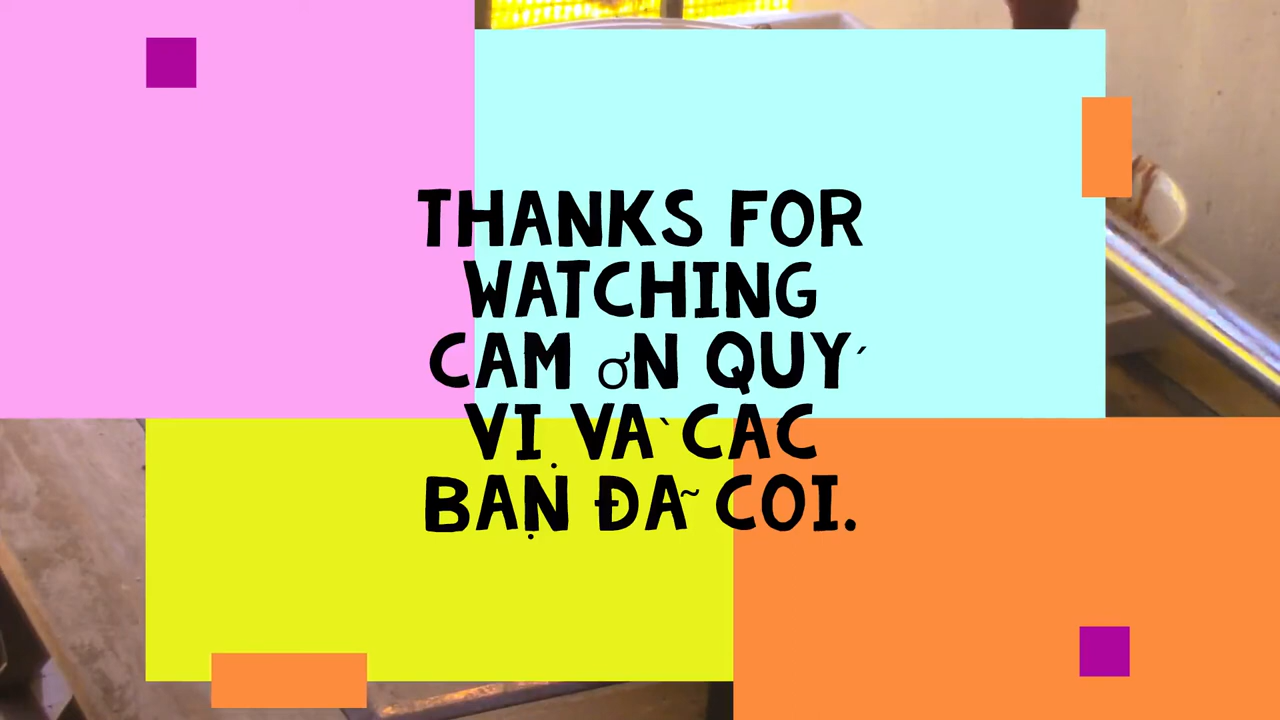 THANKS FOR
WATCHING
CAM ƠN QUÝ
VỊ VÀ CAC
BẠN ĐÃ COI.